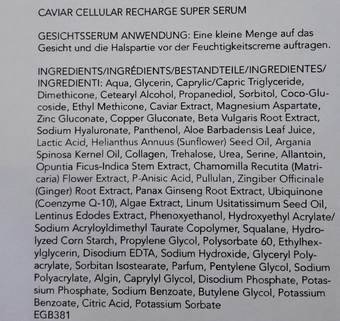 CAVIAR CELLULAR RECHARGE SUPER SERUM
GESICHTSSERUM ANWENDUNG: Eine kleine Menge auf das
Gesicht und die Halspartie vor der Feuchtigkeitscreme auftragen.
INGREDIENTS/INGRÉDIENTS/BESTANDTEILE/INGREDIENTES/
INGREDIENTI: Aqua, Glycerin, Caprylic/Capric Triglyceride,
Dimethicone, Cetearyl Alcohol, Propanediol, Sorbitol, Coco-Glu-
coside, Ethyl Methicone, Caviar Extract, Magnesium Aspartate,
Zinc Gluconate, Copper Gluconate, Beta Vulgaris Root Extract,
Sodium Hyaluronate, Panthenol, Aloe Barbadensis Leaf Juice,
Lactic Acid, Helianthus Annuus (Sunflower) Seed Oil, Argania
Spinosa Kernel Oil, Collagen, Trehalose, Urea, Serine, Allantoin,
Opuntia Ficus-Indica Stem Extract, Chamomilla Recutita (Matri-
caria) Flower Extract, P-Anisic Acid, Pullulan, Zingiber Officinale
(Ginger) Root Extract, Panax Ginseng Root Extract, Ubiquinone
(Coenzyme Q-10), Algae Extract, Linum Usitatissimum Seed Oil,
Lentinus Edodes Extract, Phenoxyethanol, Hydroxyethyl Acrylate/
Sodium Acryloyldimethyl Taurate Copolymer, Squalane, Hydro-
lyzed Corn Starch, Propylene Glycol, Polysorbate 60, Ethylhex-
ylglycerin, Disodium EDTA, Sodium Hydroxide, Glyceryl Poly-
acrylate, Sorbitan Isostearate, Parfum, Pentylene Glycol, Sodium
Polyacrylate, Algin, Caprylyl Glycol, Disodium Phosphate, Potas-
sium Phosphate, Sodium Benzoate, Butylene Glycol, Potassium
Benzoate, Citric Acid, Potassium Sorbate
EGB381